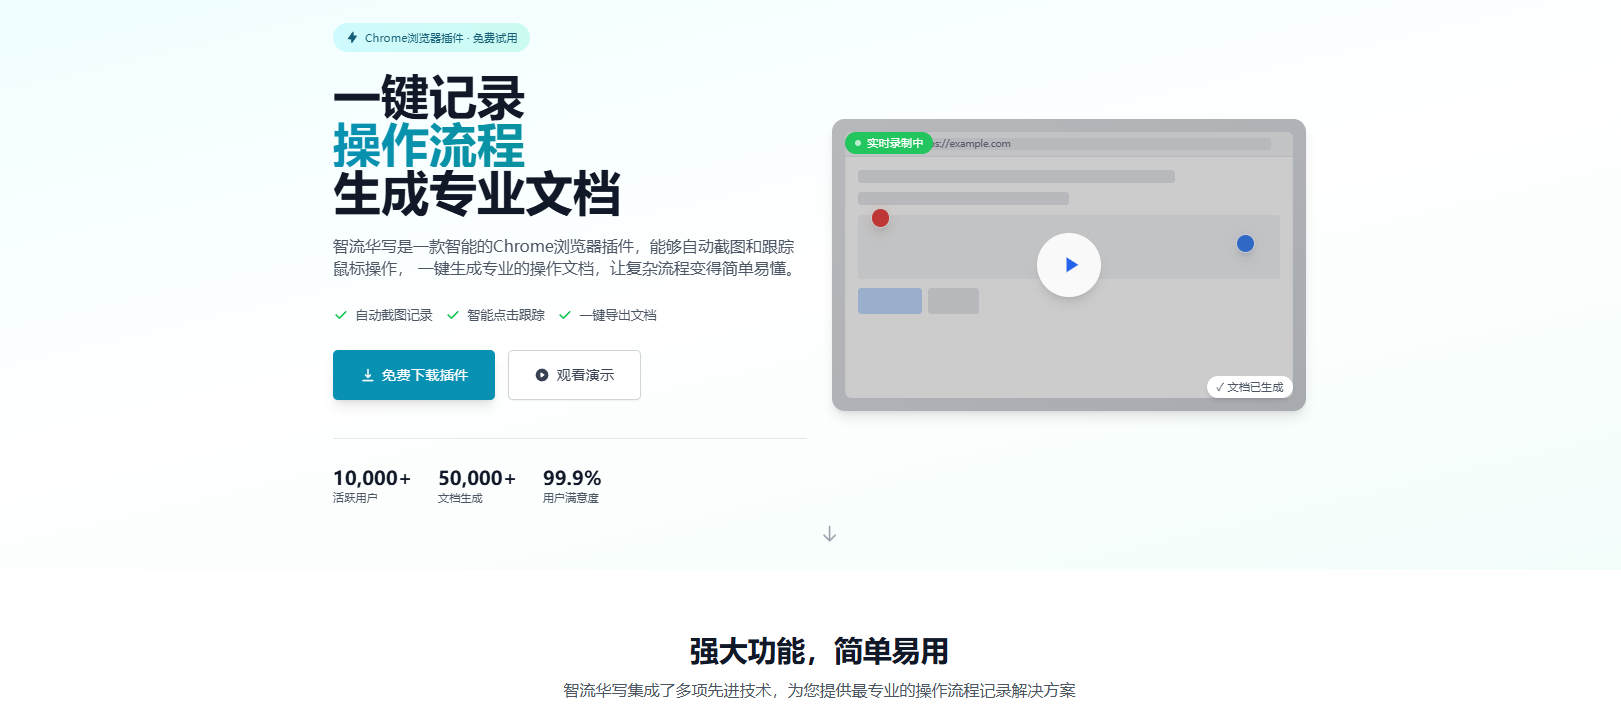 Chrome浏览器插件 · 免费试用
一键记录
操作流程
生成专业文档
智流华写是一款智能的Chrome浏览器插件，能够自动截图和跟踪
鼠标操作， 一键生成专业的操作文档，让复杂流程变得简单易懂。
自动截图记录 智能点击跟踪 一键导出文档
免费下载插件 观看演示
10,000+ 50,000+ 99.9%
活跃用户 文档生成 用户满意度
实时录制中 s://example.com
✓ 文档已生成
强大功能，简单易用
智流华写集成了多项先进技术，为您提供最专业的操作流程记录解决方案